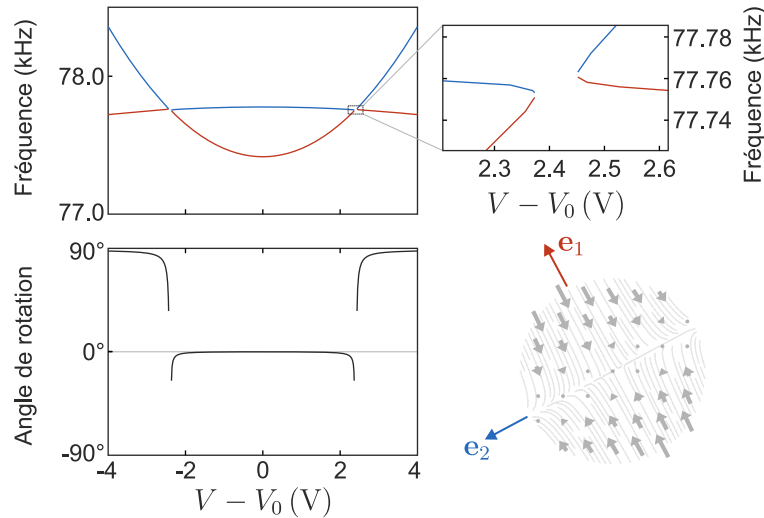 Fréquence (kHz)
78.0
77.0
77.78
77.76
77.74
Fréquence (kHz)
2.3 2.4 2.5 2.6
V − V₀ (V)
Angle de rotation
90°
0°
-90°
-4 -2 0 2 4
V − V₀ (V)
e₁
e₂